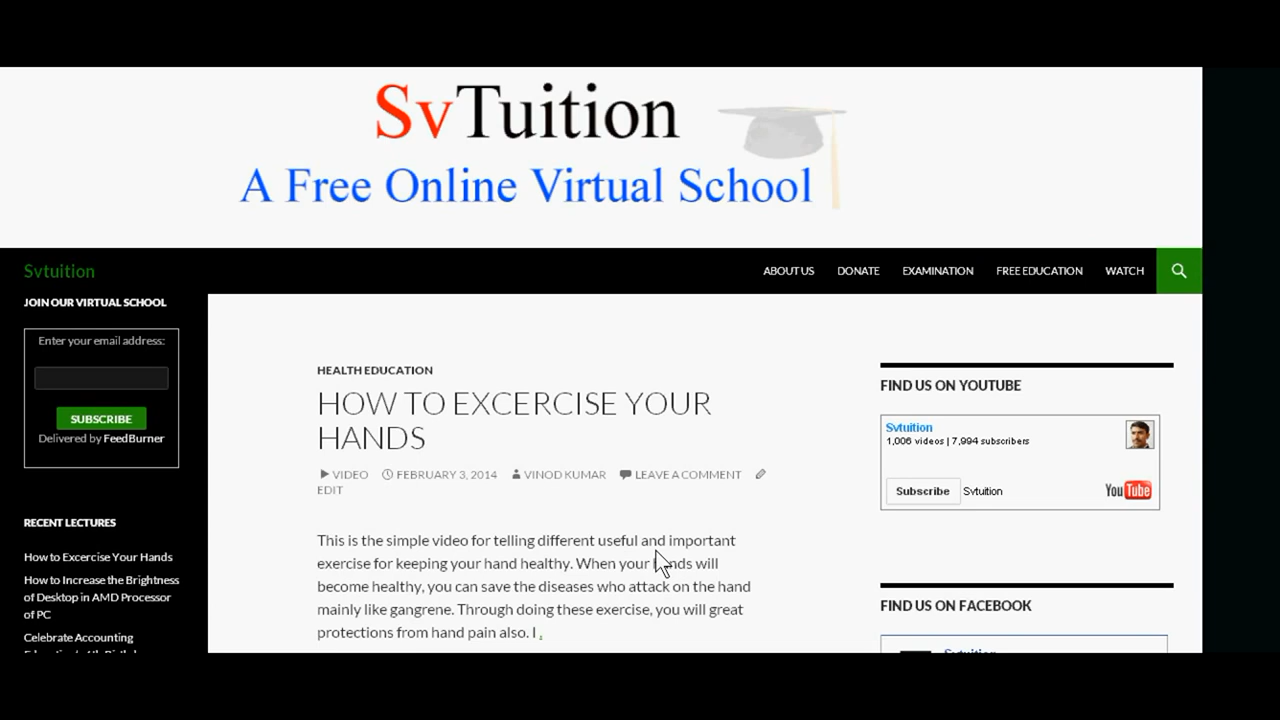 SvTuition
A Free Online Virtual School
Svtuition
ABOUT US DONATE EXAMINATION FREE EDUCATION WATCH
JOIN OUR VIRTUAL SCHOOL
Enter your email address:
SUBSCRIBE
Delivered by FeedBurner
RECENT LECTURES
How to Excercise Your Hands
How to Increase the Brightness
of Desktop in AMD Processor
of PC
Celebrate Accounting
HEALTH EDUCATION
HOW TO EXCERCISE YOUR
HANDS
VIDEO FEBRUARY 3, 2014 VINOD KUMAR LEAVE A COMMENT
EDIT
This is the simple video for telling different useful and important
exercise for keeping your hand healthy. When your hands will
become healthy, you can save the diseases who attack on the hand
mainly like gangrene. Through doing these exercise, you will great
protections from hand pain also. I .
FIND US ON YOUTUBE
Svtuition
1,006 videos | 7,994 subscribers
Subscribe Svtuition
YouTube
FIND US ON FACEBOOK
Svtuition